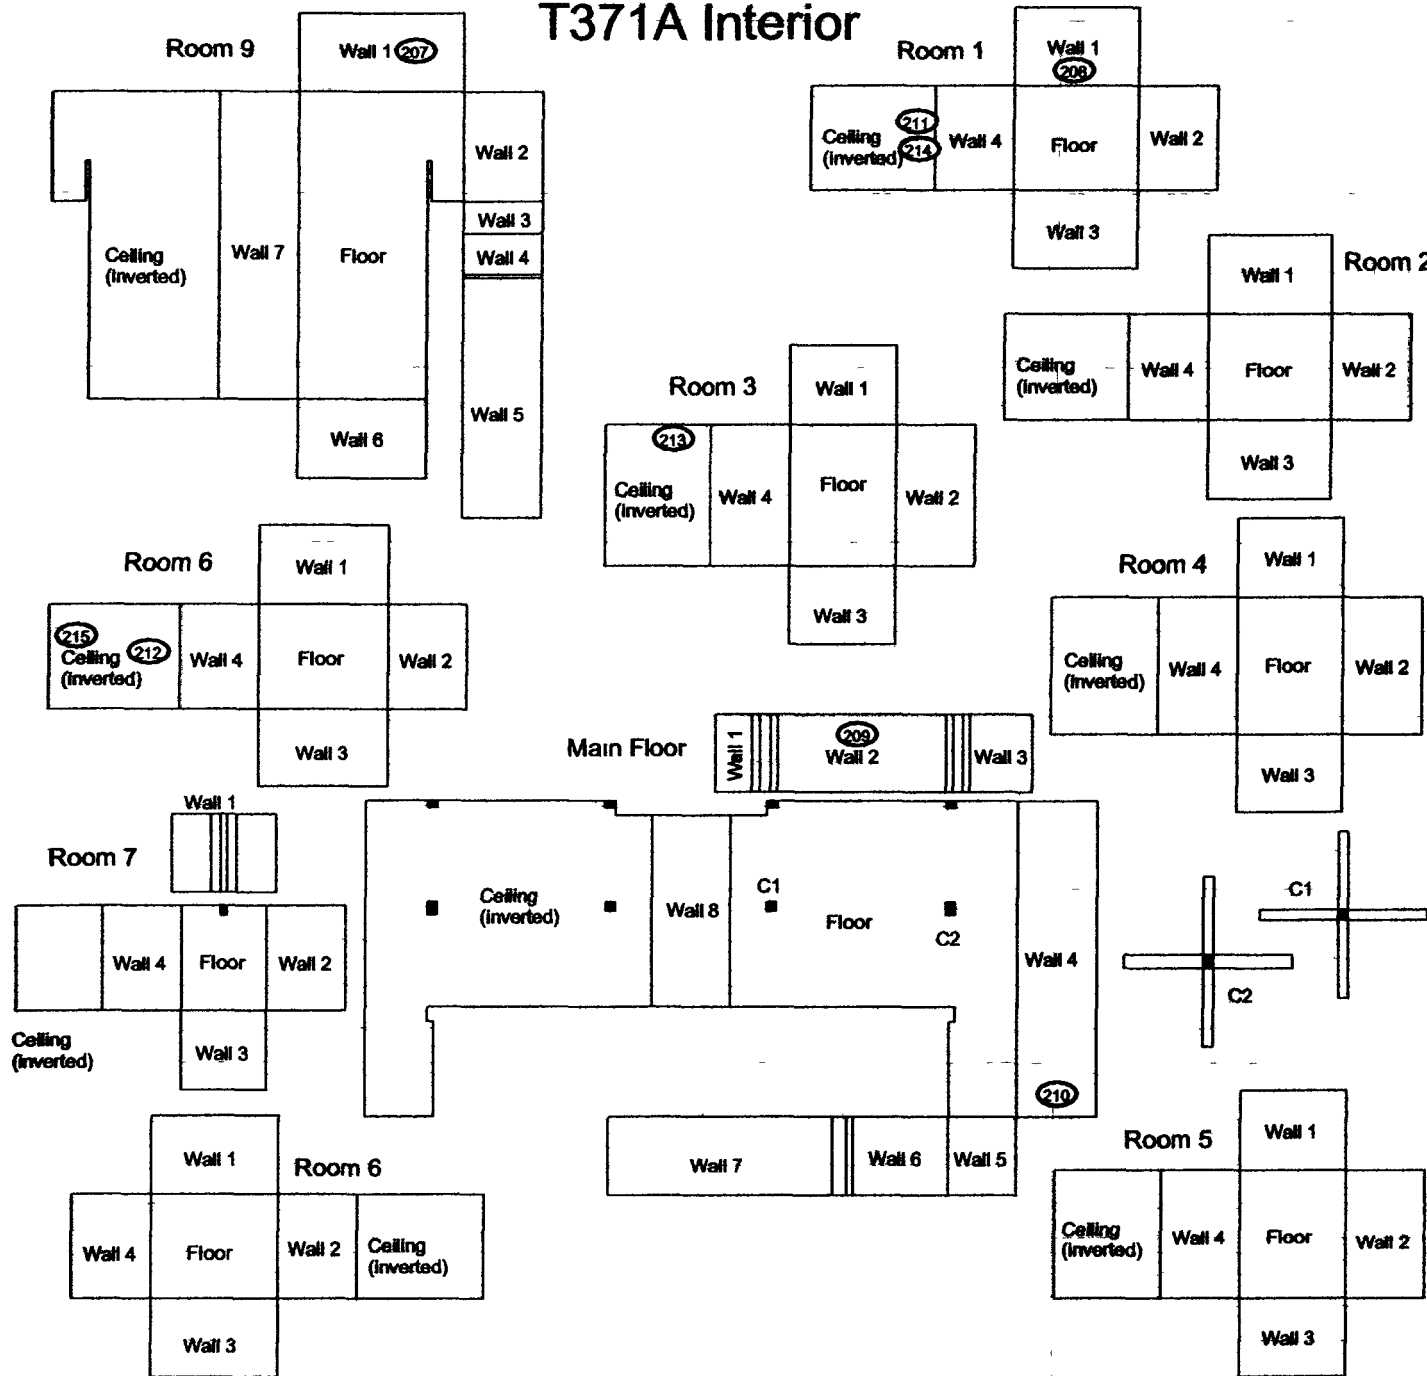 T371A Interior
Room 9
Wall 1 207
Wall 2
Wall 3
Wall 4
Ceiling
(inverted)
Wall 7
Floor
Wall 5
Wall 6
Room 1
Wall 1
208
211
Ceiling
(inverted) 214
Wall 4
Floor
Wall 2
Wall 3
Room 2
Wall 1
Ceiling
(inverted)
Wall 4
Floor
Wall 2
Wall 3
Room 3
Wall 1
213
Ceiling
(inverted)
Wall 4
Floor
Wall 2
Wall 3
Room 6
Wall 1
215
Ceiling 212
(inverted)
Wall 4
Floor
Wall 2
Wall 3
Room 4
Wall 1
Ceiling
(inverted)
Wall 4
Floor
Wall 2
Wall 3
Main Floor
Wall 1
209
Wall 2
Wall 3
Ceiling
(inverted)
Wall 8
C1
Floor
C2
Wall 4
210
Wall 7
Wall 6
Wall 5
C1
C2
Room 7
Wall 1
Wall 4
Floor
Wall 2
Ceiling
(inverted)
Wall 3
Room 6
Wall 1
Wall 4
Floor
Wall 2
Ceiling
(inverted)
Wall 3
Room 5
Wall 1
Ceiling
(inverted)
Wall 4
Floor
Wall 2
Wall 3